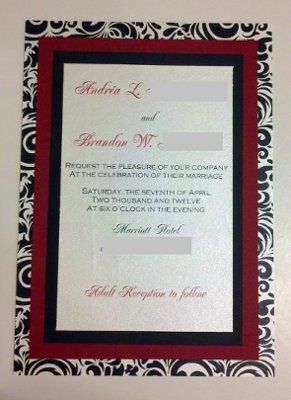 Andréa L.
and
Brandon W.
Request the pleasure of your company
At the celebration of their marriage
Saturday, the seventh of April
Two thousand and twelve
At six o'clock in the evening
Marriott Hotel
Adult Reception to follow